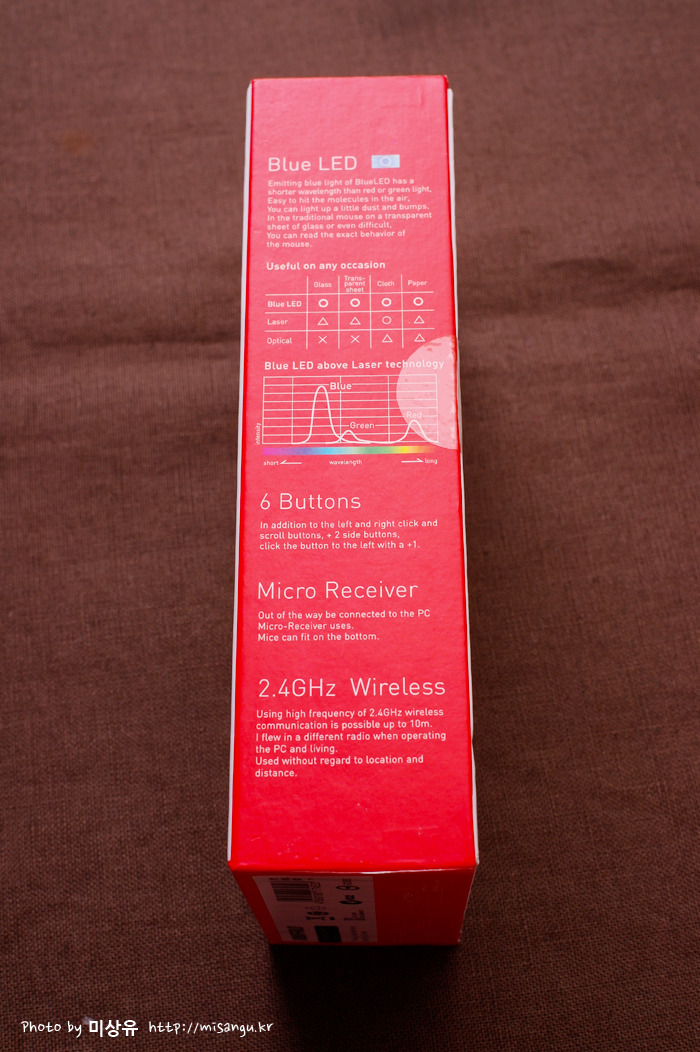 Blue LED
Emitting blue light of BlueLED has a
shorter wavelength than red or green light,
Easy to hit the molecules in the air,
You can light up a little dust and bumps.
In the traditional mouse on a transparent
sheet of glass or even difficult,
You can read the exact behavior of
the mouse.
Useful on any occasion
Glass Trans-parent sheet Cloth Paper
Blue LED ○ ○ ○ ○
Laser △ △ ○ △
Optical × × △ △
Blue LED above Laser technology
Blue
Green
Red
intensity
short wavelength long
6 Buttons
In addition to the left and right click and
scroll buttons, + 2 side buttons,
click the button to the left with a +1.
Micro Receiver
Out of the way be connected to the PC
Micro-Receiver uses.
Mice can fit on the bottom.
2.4GHz Wireless
Using high frequency of 2.4GHz wireless
communication is possible up to 10m.
I flew in a different radio when operating
the PC and living.
Used without regard to location and
distance.
Photo by 미상유 http://misangu.kr